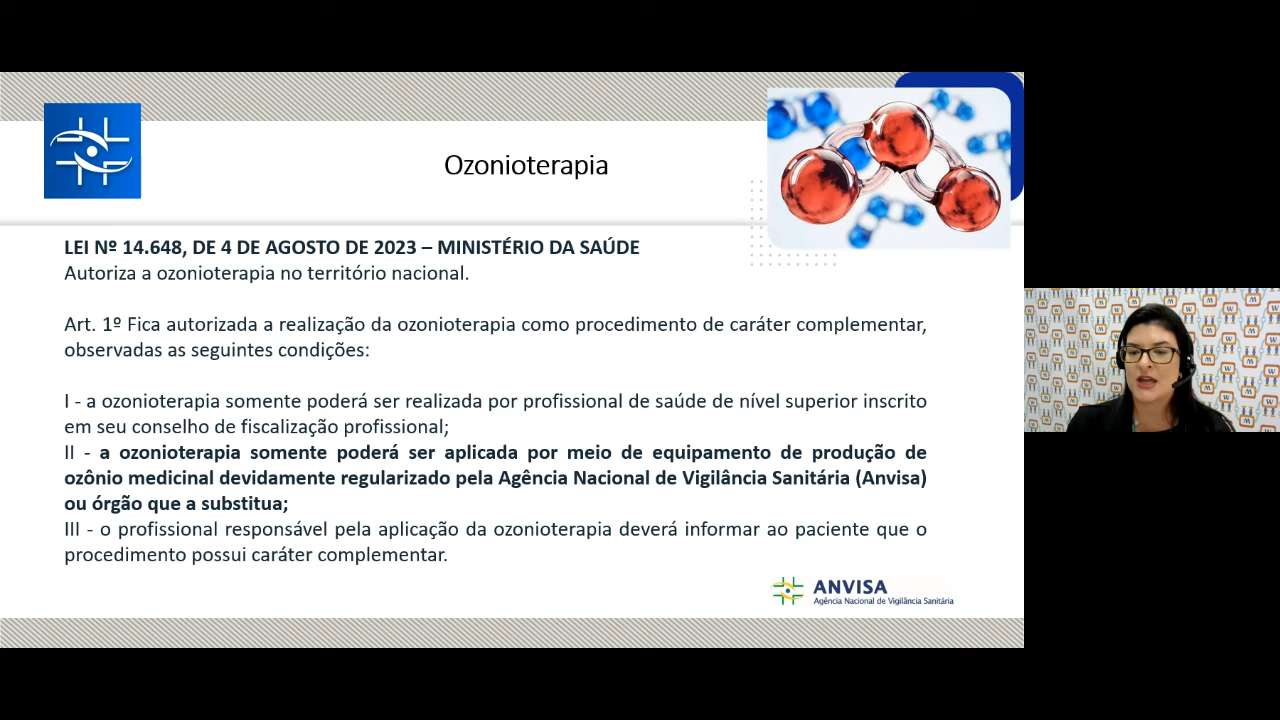 Ozonioterapia
LEI Nº 14.648, DE 4 DE AGOSTO DE 2023 – MINISTÉRIO DA SAÚDE
Autoriza a ozonioterapia no território nacional.
Art. 1º Fica autorizada a realização da ozonioterapia como procedimento de caráter complementar,
observadas as seguintes condições:
I - a ozonioterapia somente poderá ser realizada por profissional de saúde de nível superior inscrito
em seu conselho de fiscalização profissional;
II - a ozonioterapia somente poderá ser aplicada por meio de equipamento de produção de
ozônio medicinal devidamente regularizado pela Agência Nacional de Vigilância Sanitária (Anvisa)
ou órgão que a substitua;
III - o profissional responsável pela aplicação da ozonioterapia deverá informar ao paciente que o
procedimento possui caráter complementar.
ANVISA
Agência Nacional de Vigilância Sanitária